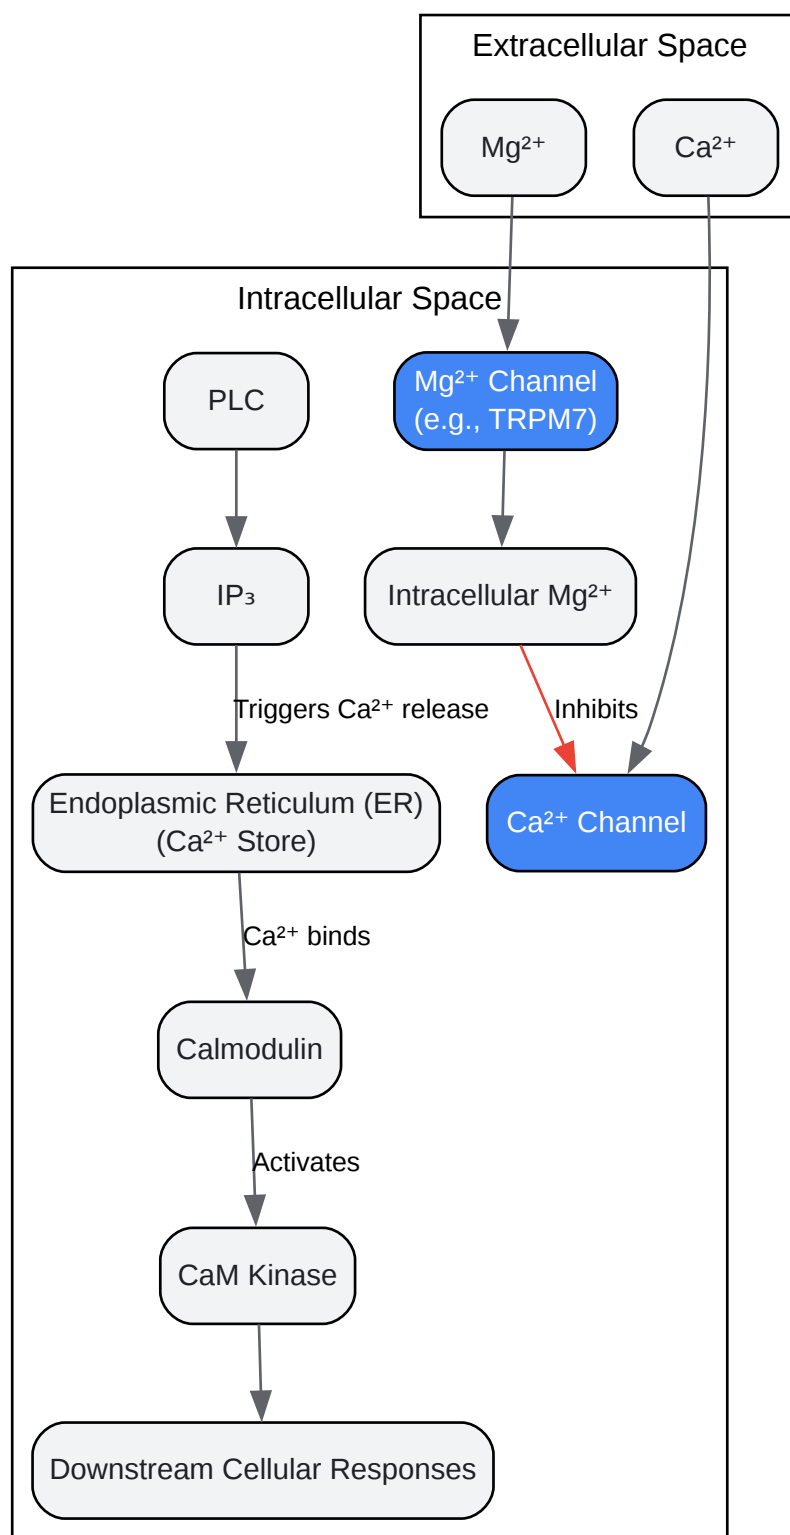 Extracellular Space
Mg²⁺
Ca²⁺
Intracellular Space
PLC
Mg²⁺ Channel
(e.g., TRPM7)
IP₃
Intracellular Mg²⁺
Triggers Ca²⁺ release
Inhibits
Endoplasmic Reticulum (ER)
(Ca²⁺ Store)
Ca²⁺ Channel
Ca²⁺ binds
Calmodulin
Activates
CaM Kinase
Downstream Cellular Responses